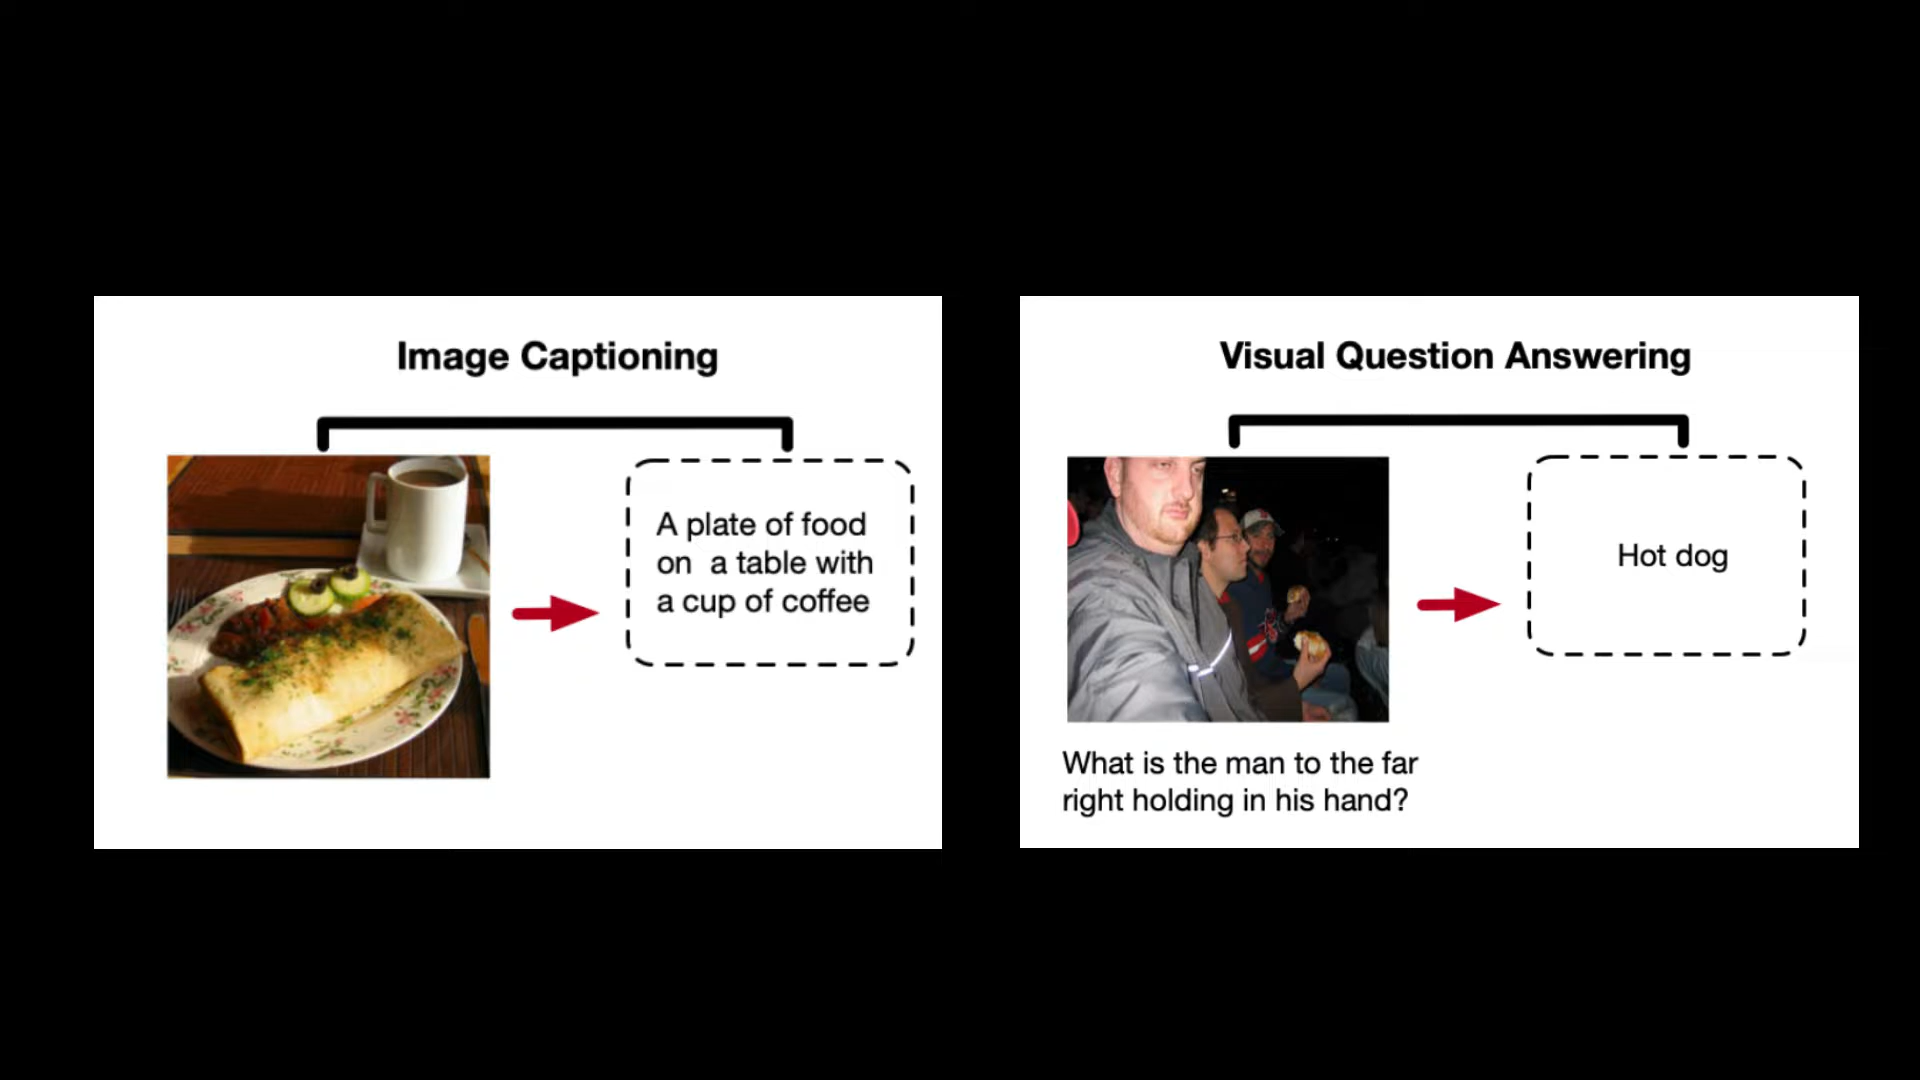 Image Captioning
A plate of food
on a table with
a cup of coffee
Visual Question Answering
Hot dog
What is the man to the far
right holding in his hand?